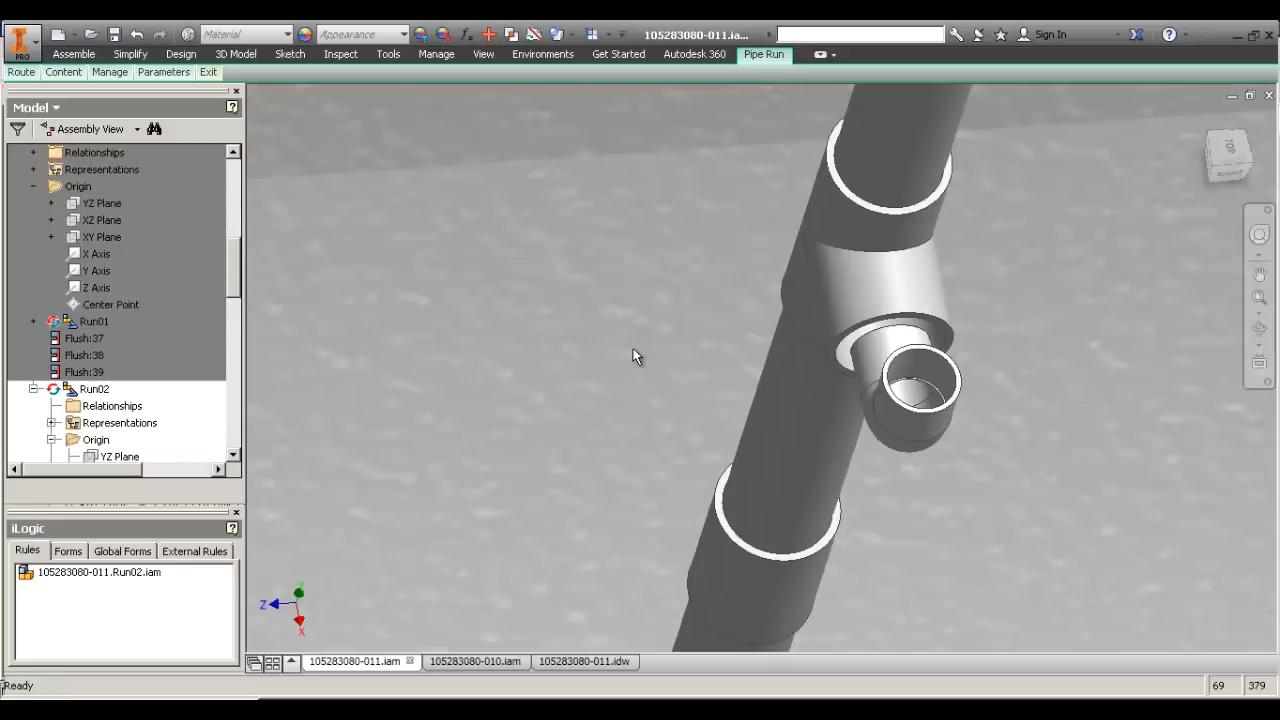 Material
Appearance
105283080-011.ia...
Sign In
PRO
Assemble Simplify Design 3D Model Sketch Inspect Assemble Tools Manage View Environments Get Started Autodesk 360 Pipe Run
Route Content Manage Parameters Exit
Model
Assembly View
Relationships
Representations
Origin
YZ Plane
XZ Plane
XY Plane
X Axis
Y Axis
Z Axis
Center Point
Run01
Flush:37
Flush:38
Flush:39
Run02
Relationships
Representations
Origin
YZ Plane
iLogic
Rules Forms Global Forms External Rules
105283080-011.Run02.iam
TOP
Z
X
105283080-011.iam 105283080-010.iam 105283080-011.idw
Ready 69 379